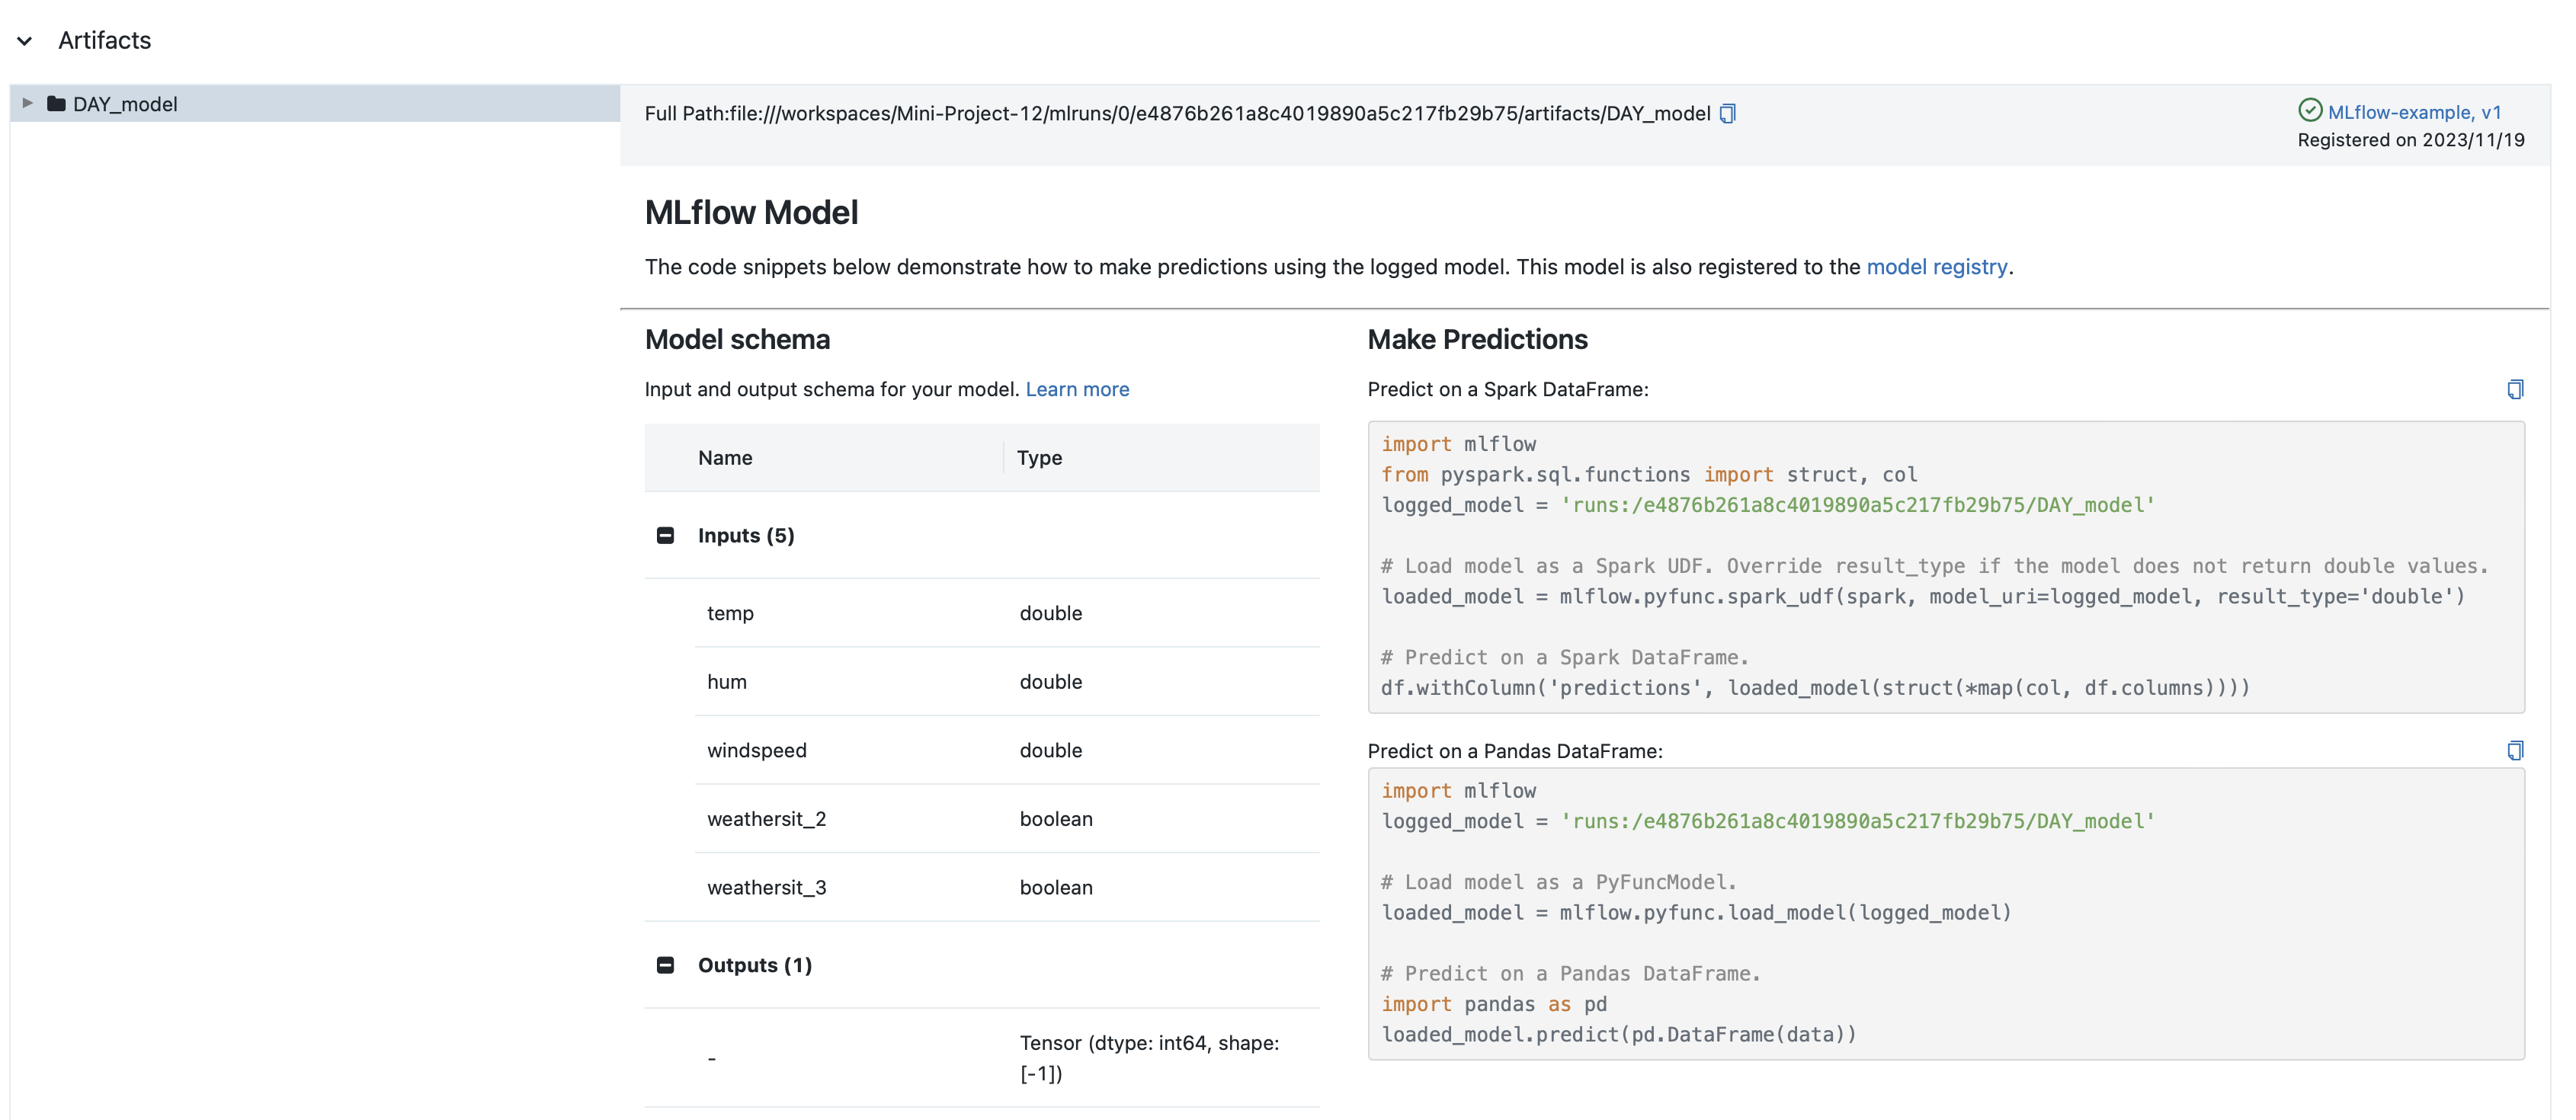 Artifacts
DAY_model
Full Path:file:///workspaces/Mini-Project-12/mlruns/0/e4876b261a8c4019890a5c217fb29b75/artifacts/DAY_model
MLflow-example, v1
Registered on 2023/11/19
MLflow Model
The code snippets below demonstrate how to make predictions using the logged model. This model is also registered to the model registry.
Model schema
Input and output schema for your model. Learn more
Name Type
Inputs (5)
temp double
hum double
windspeed double
weathersit_2 boolean
weathersit_3 boolean
Outputs (1)
- Tensor (dtype: int64, shape:
[-1])
Make Predictions
Predict on a Spark DataFrame:
import mlflow
from pyspark.sql.functions import struct, col
logged_model = 'runs:/e4876b261a8c4019890a5c217fb29b75/DAY_model'
# Load model as a Spark UDF. Override result_type if the model does not return double values.
loaded_model = mlflow.pyfunc.spark_udf(spark, model_uri=logged_model, result_type='double')
# Predict on a Spark DataFrame.
df.withColumn('predictions', loaded_model(struct(*map(col, df.columns))))
Predict on a Pandas DataFrame:
import mlflow
logged_model = 'runs:/e4876b261a8c4019890a5c217fb29b75/DAY_model'
# Load model as a PyFuncModel.
loaded_model = mlflow.pyfunc.load_model(logged_model)
# Predict on a Pandas DataFrame.
import pandas as pd
loaded_model.predict(pd.DataFrame(data))